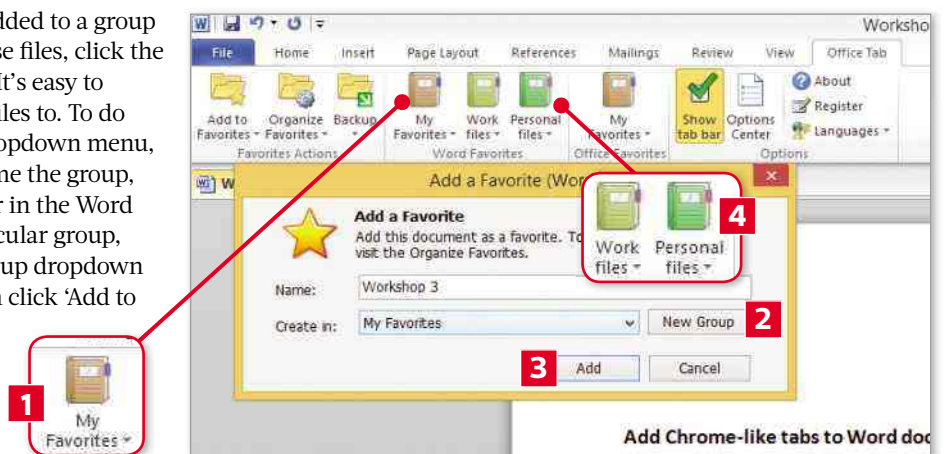 dded to a group
se files, click the
It's easy to
iles to. To do
opdown menu,
me the group,
r in the Word
cular group,
up dropdown
click 'Add to
1
My
Favorites
W
Worksho
File Home Insert Page Layout References Mailings Review View Office Tab
Add to Favorites Organize Favorites Backup My Favorites Work files Personal files My Favorites Show tab bar Options Center About
Register
Languages
Favorites Actions Word Favorites Office Favorites Options
W
Add a Favorite (Wor
x
Add a Favorite
Add this document as a favorite. To
visit the Organize Favorites.
Work files Personal files 4
Name: Workshop 3
Create in: My Favorites New Group 2
3 Add Cancel
Add Chrome-like tabs to Word doc